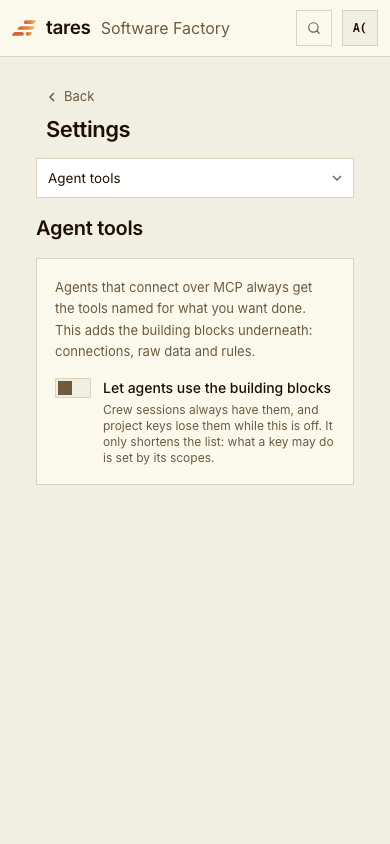 tares Software Factory
A(
Back
Settings
Agent tools
Agent tools
Agents that connect over MCP always get
the tools named for what you want done.
This adds the building blocks underneath:
connections, raw data and rules.
Let agents use the building blocks
Crew sessions always have them, and
project keys lose them while this is off. It
only shortens the list: what a key may do
is set by its scopes.